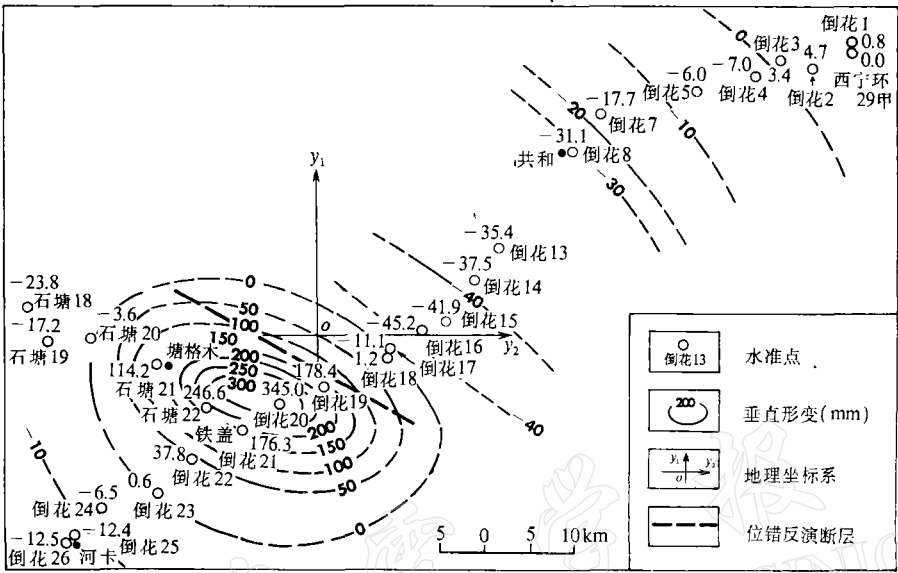 倒花1
0
倒花3
4.7
0.8
0.0
-7.0
3.4
西宁环
29甲
-6.0
倒花5
倒花4
倒花2
-17.7
-20
倒花7
-10
-31.1
共和
倒花8
-30
y₁
-35.4
倒花13
-37.5
倒花14
-40
-23.8
石塘18
0
-17.2
-3.6
石塘20
50
100
150
o
-41.9
倒花15
-45.2
倒花16
y₂
石塘19
塘格木
-11.1
倒花17
1.2
倒花18
200
250
300
178.4
倒花19
114.2
石塘21
246.6
石塘22
345.0
倒花20
-40
铁盖
176.3
倒花21
200
150
100
50
37.8
倒花22
-10
0.6
倒花23
0
-6.5
倒花24
-12.4
倒花25
-12.5
倒花26
河卡
5 0 5 10km
倒花13
水准点
200
垂直形变(mm)
y₁
y₂
o
地理坐标系
位错反演断层